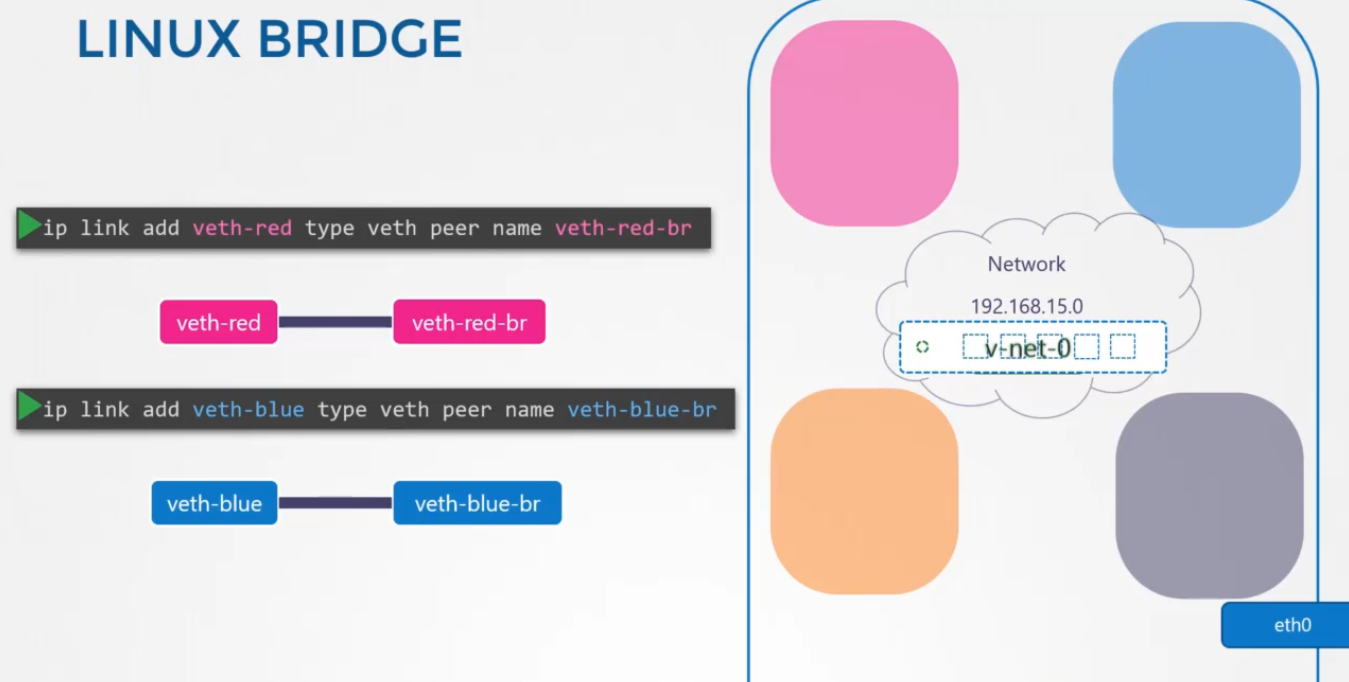 LINUX BRIDGE
ip link add veth-red type veth peer name veth-red-br
veth-red
veth-red-br
ip link add veth-blue type veth peer name veth-blue-br
veth-blue
veth-blue-br
Network
192.168.15.0
v-net-0
eth0